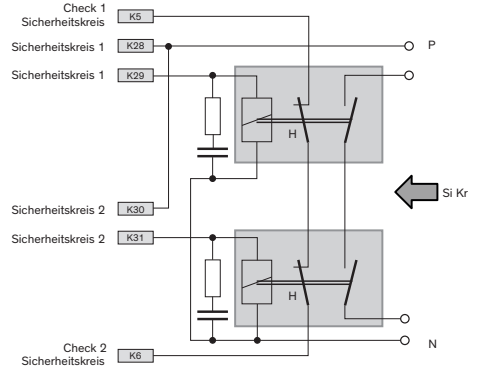 Check 1
Sicherheitskreis K5
Sicherheitskreis 1 K28 P
Sicherheitskreis 1 K29
H
Si Kr
Sicherheitskreis 2 K30
Sicherheitskreis 2 K31
H
N
Check 2
Sicherheitskreis K6